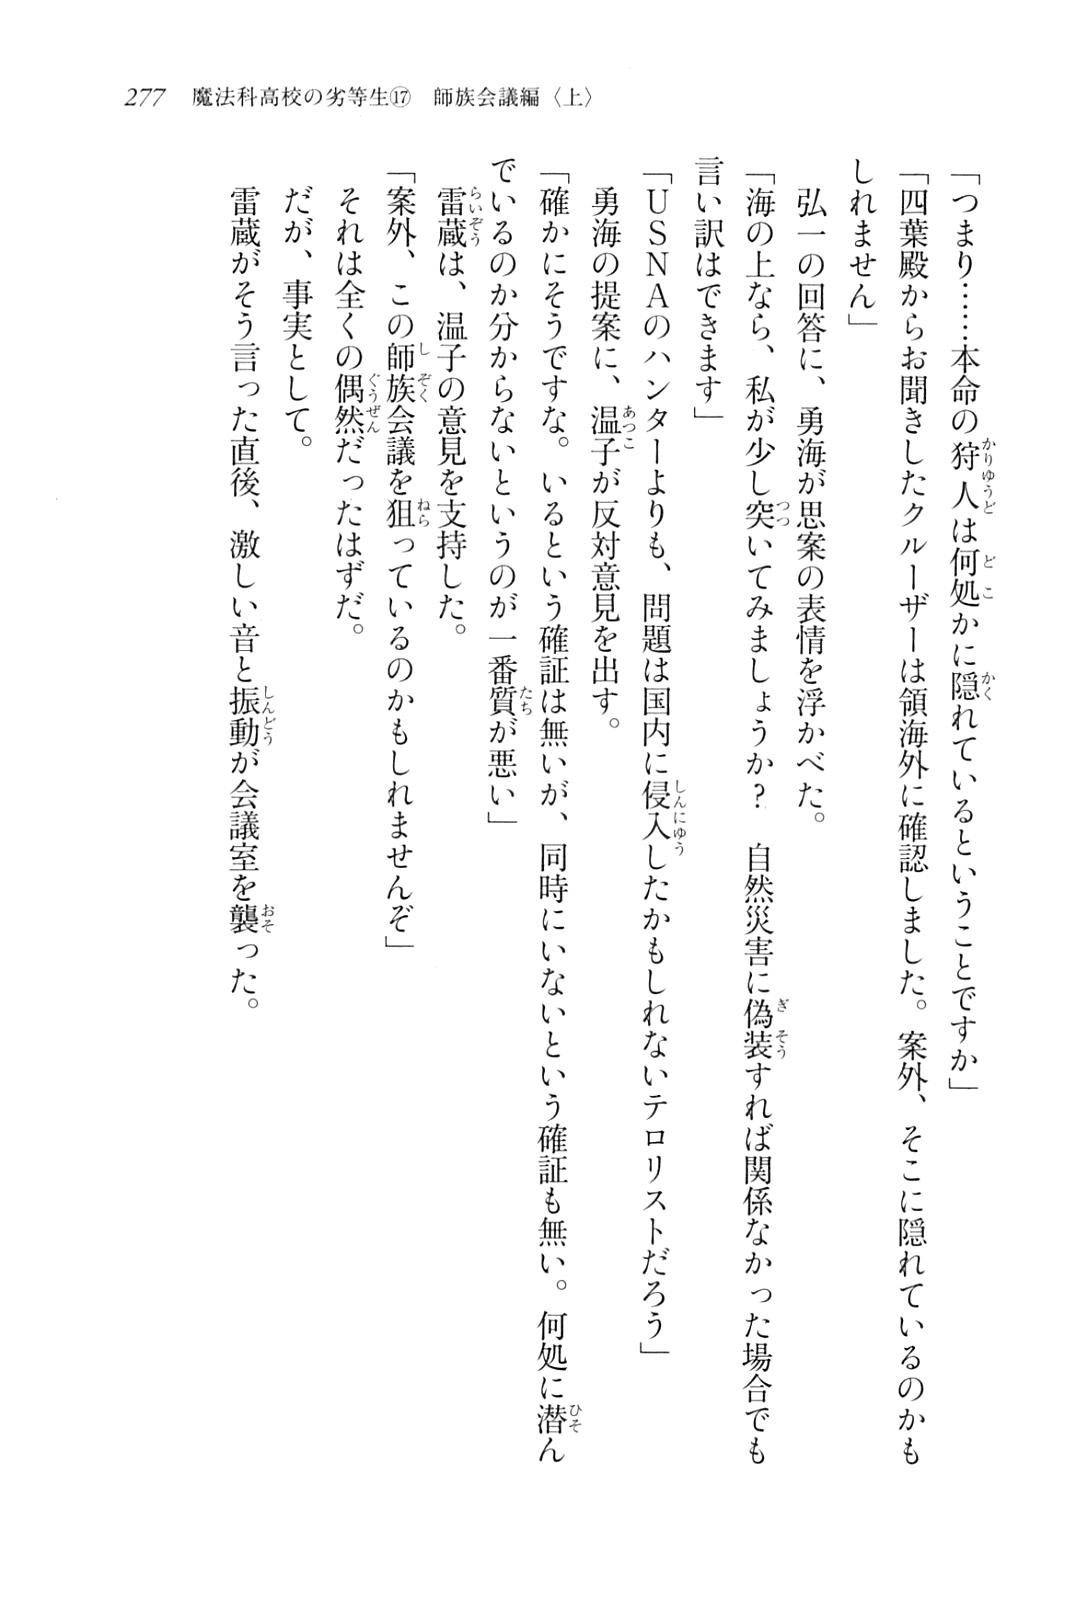 277　魔法科高校の劣等生⑰　師族会議編〈上〉
「つまり……本命の狩人は何処かに隠れているということですか」
「四葉殿からお聞きしたクルーザーは領海外に確認しました。案外、そこに隠れているのかも
しれません」
　弘一の回答に、勇海が思案の表情を浮かべた。
「海の上なら、私が少し突いてみましょうか？　自然災害に偽装すれば関係なかった場合でも
言い訳はできます」
「ＵＳＮＡのハンターよりも、問題は国内に侵入したかもしれないテロリストだろう」
　勇海の提案に、温子が反対意見を出す。
「確かにそうですな。いるという確証は無いが、同時にいないという確証も無い。何処に潜ん
でいるのか分からないというのが一番質が悪い」
　雷蔵は、温子の意見を支持した。
「案外、この師族会議を狙っているのかもしれませんぞ」
　それは全くの偶然だったはずだ。
　だが、事実として。
　雷蔵がそう言った直後、激しい音と振動が会議室を襲った。